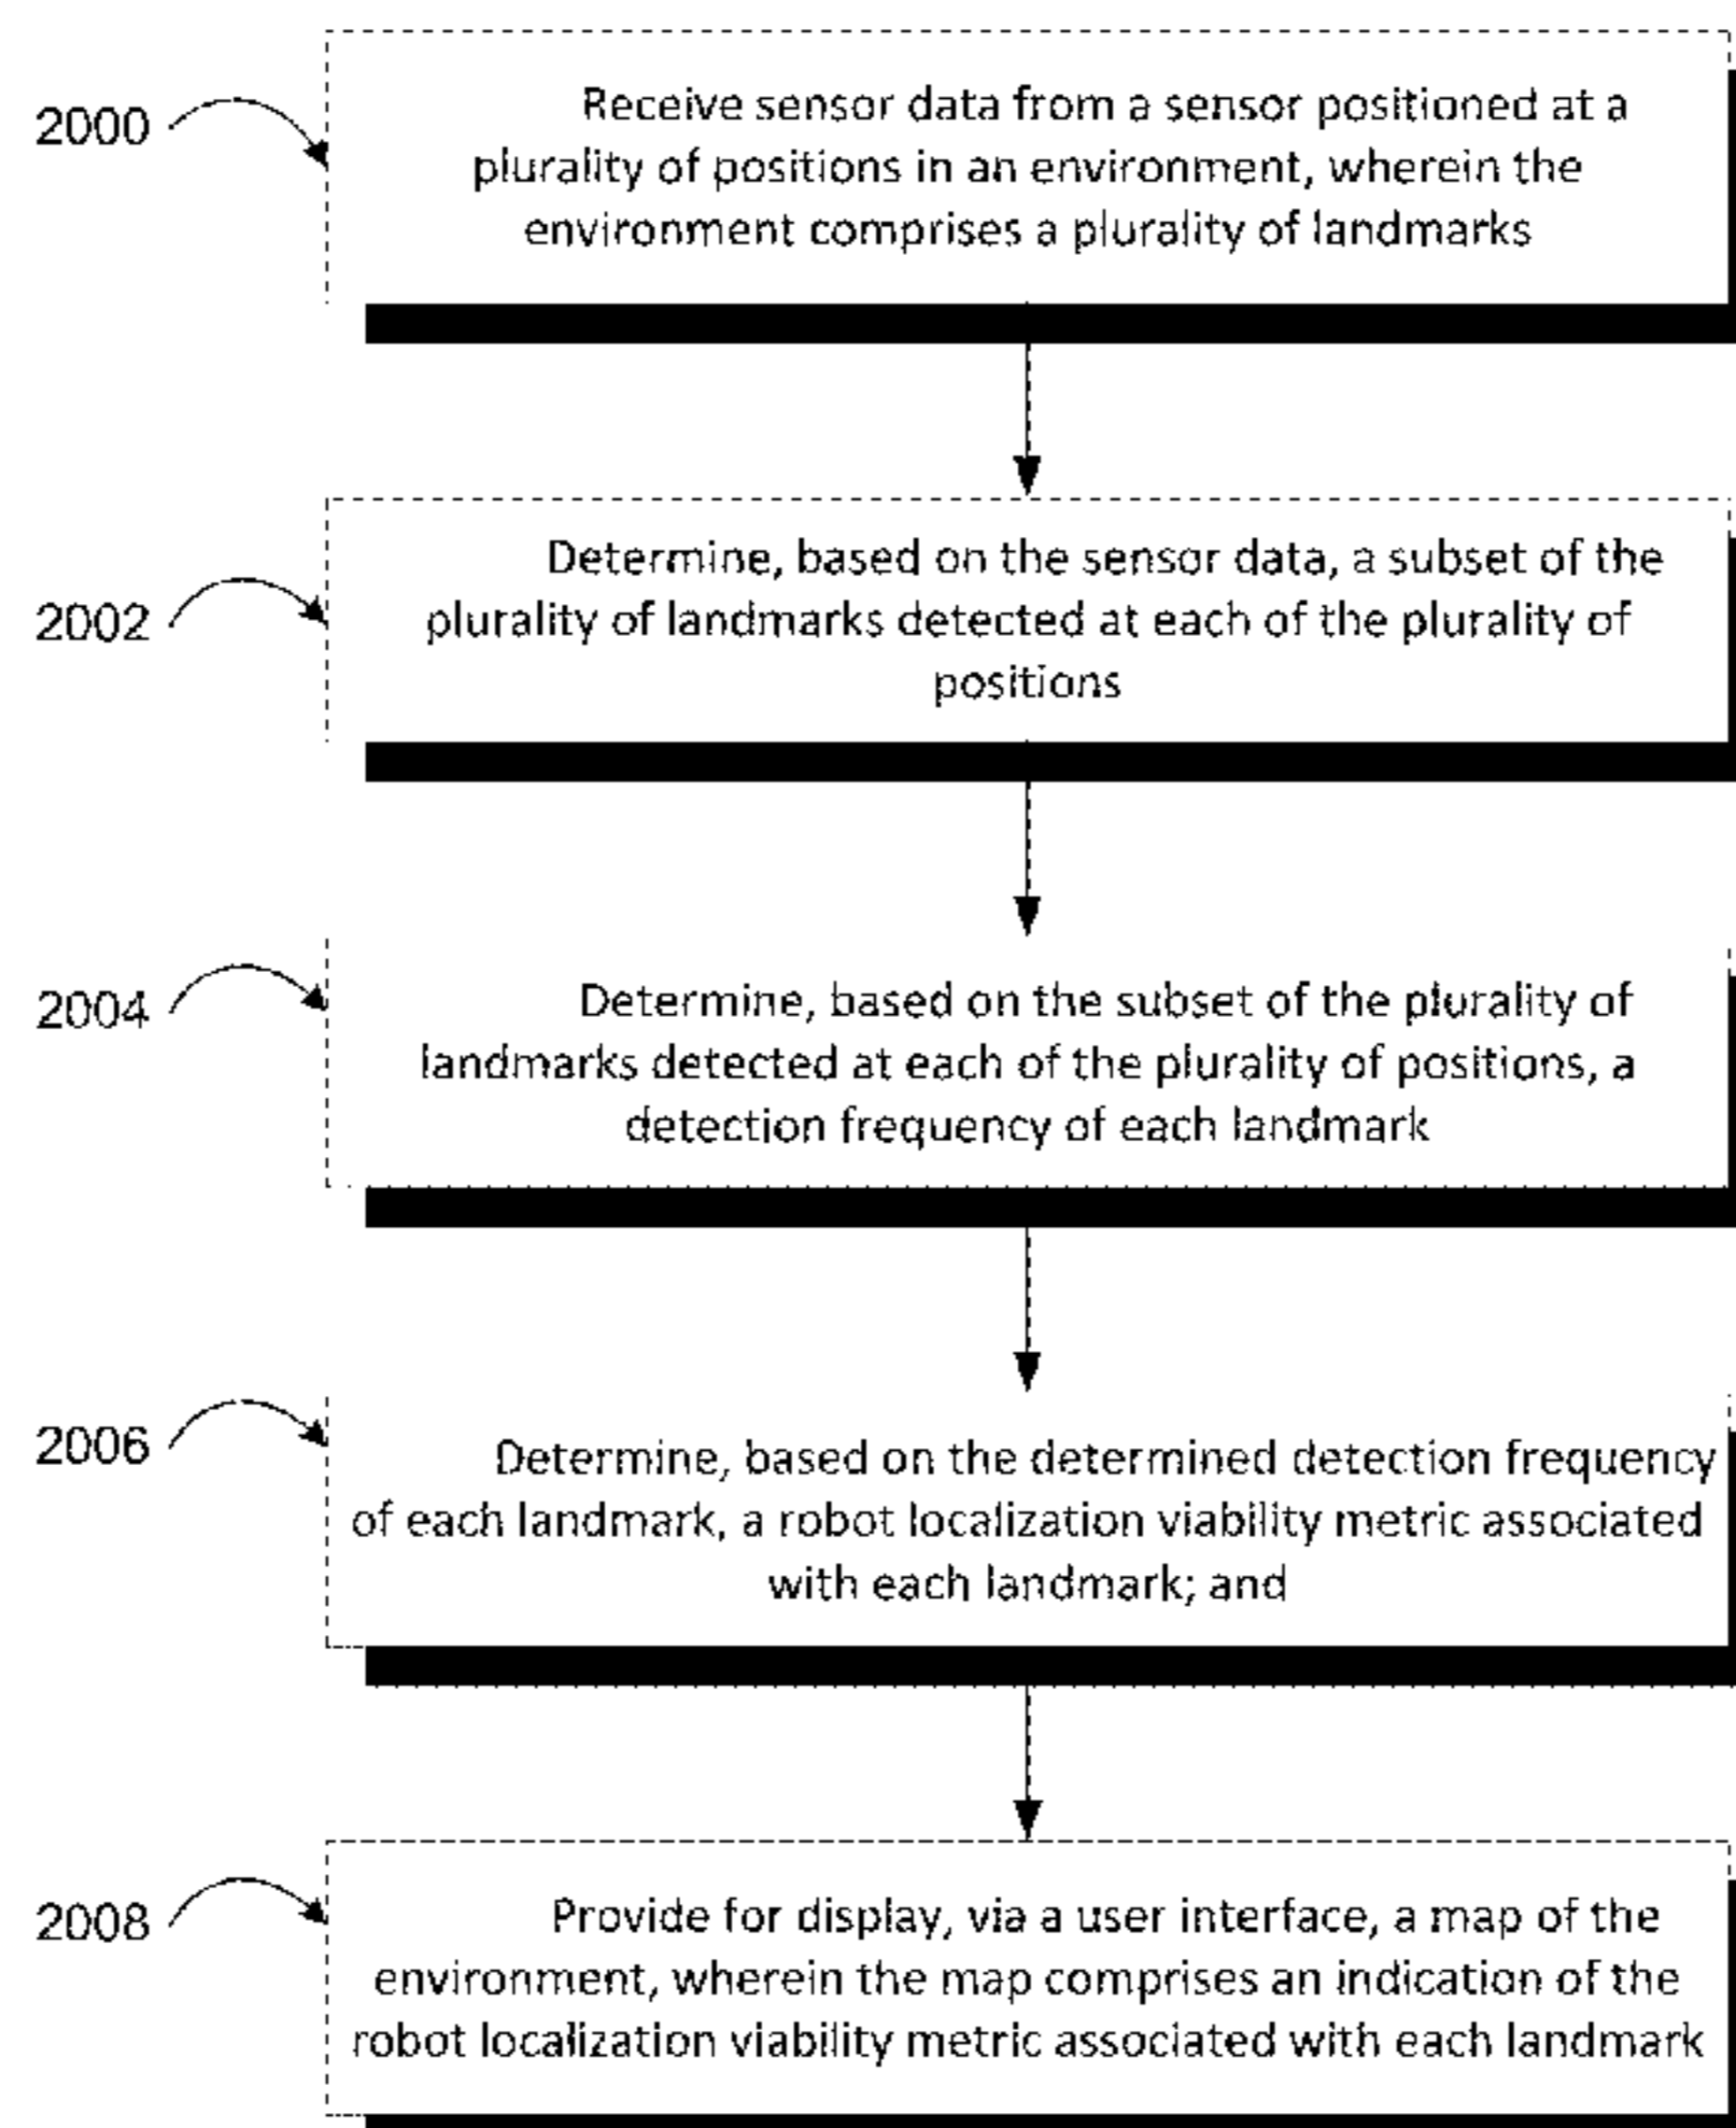 2000
Receive sensor data from a sensor positioned at a
plurality of positions in an environment, wherein the
environment comprises a plurality of landmarks
2002
Determine, based on the sensor data, a subset of the
plurality of landmarks detected at each of the plurality of
positions
2004
Determine, based on the subset of the plurality of
landmarks detected at each of the plurality of positions, a
detection frequency of each landmark
2006
Determine, based on the determined detection frequency
of each landmark, a robot localization viability metric associated
with each landmark; and
2008
Provide for display, via a user interface, a map of the
environment, wherein the map comprises an indication of the
robot localization viability metric associated with each landmark